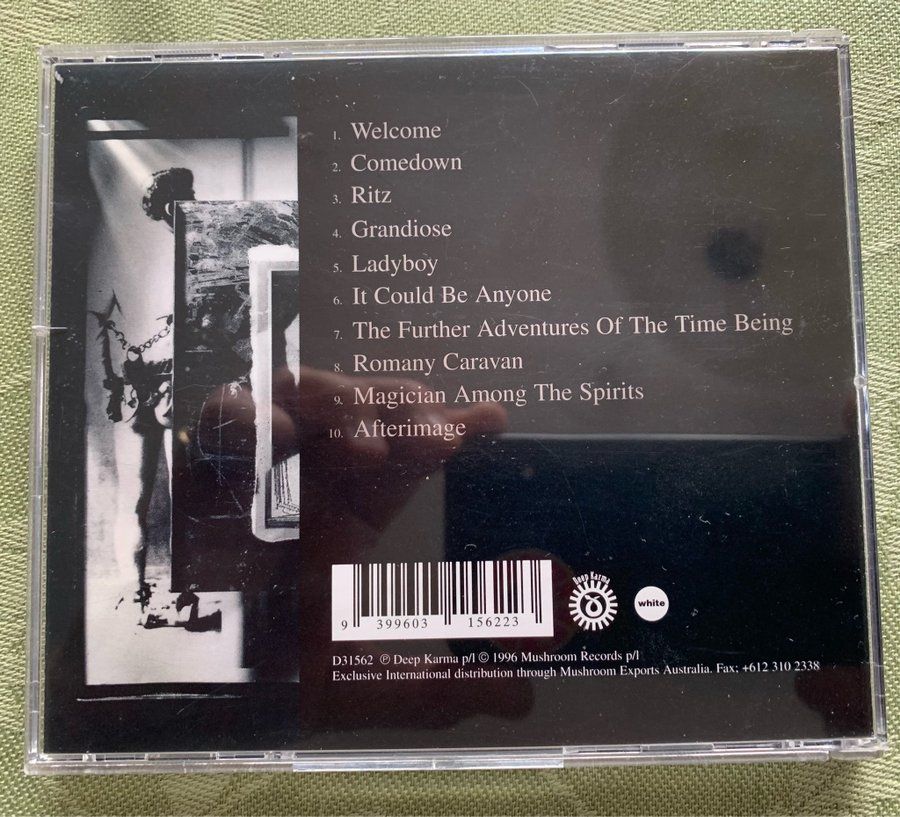 1. Welcome
2. Comedown
3. Ritz
4. Grandiose
5. Ladyboy
6. It Could Be Anyone
7. The Further Adventures Of The Time Being
8. Romany Caravan
9. Magician Among The Spirits
10. Afterimage
9 399603 156223
Deep Karma
white
D31562 ℗ Deep Karma p/l © 1996 Mushroom Records p/l
Exclusive International distribution through Mushroom Exports Australia. Fax; +612 310 2338